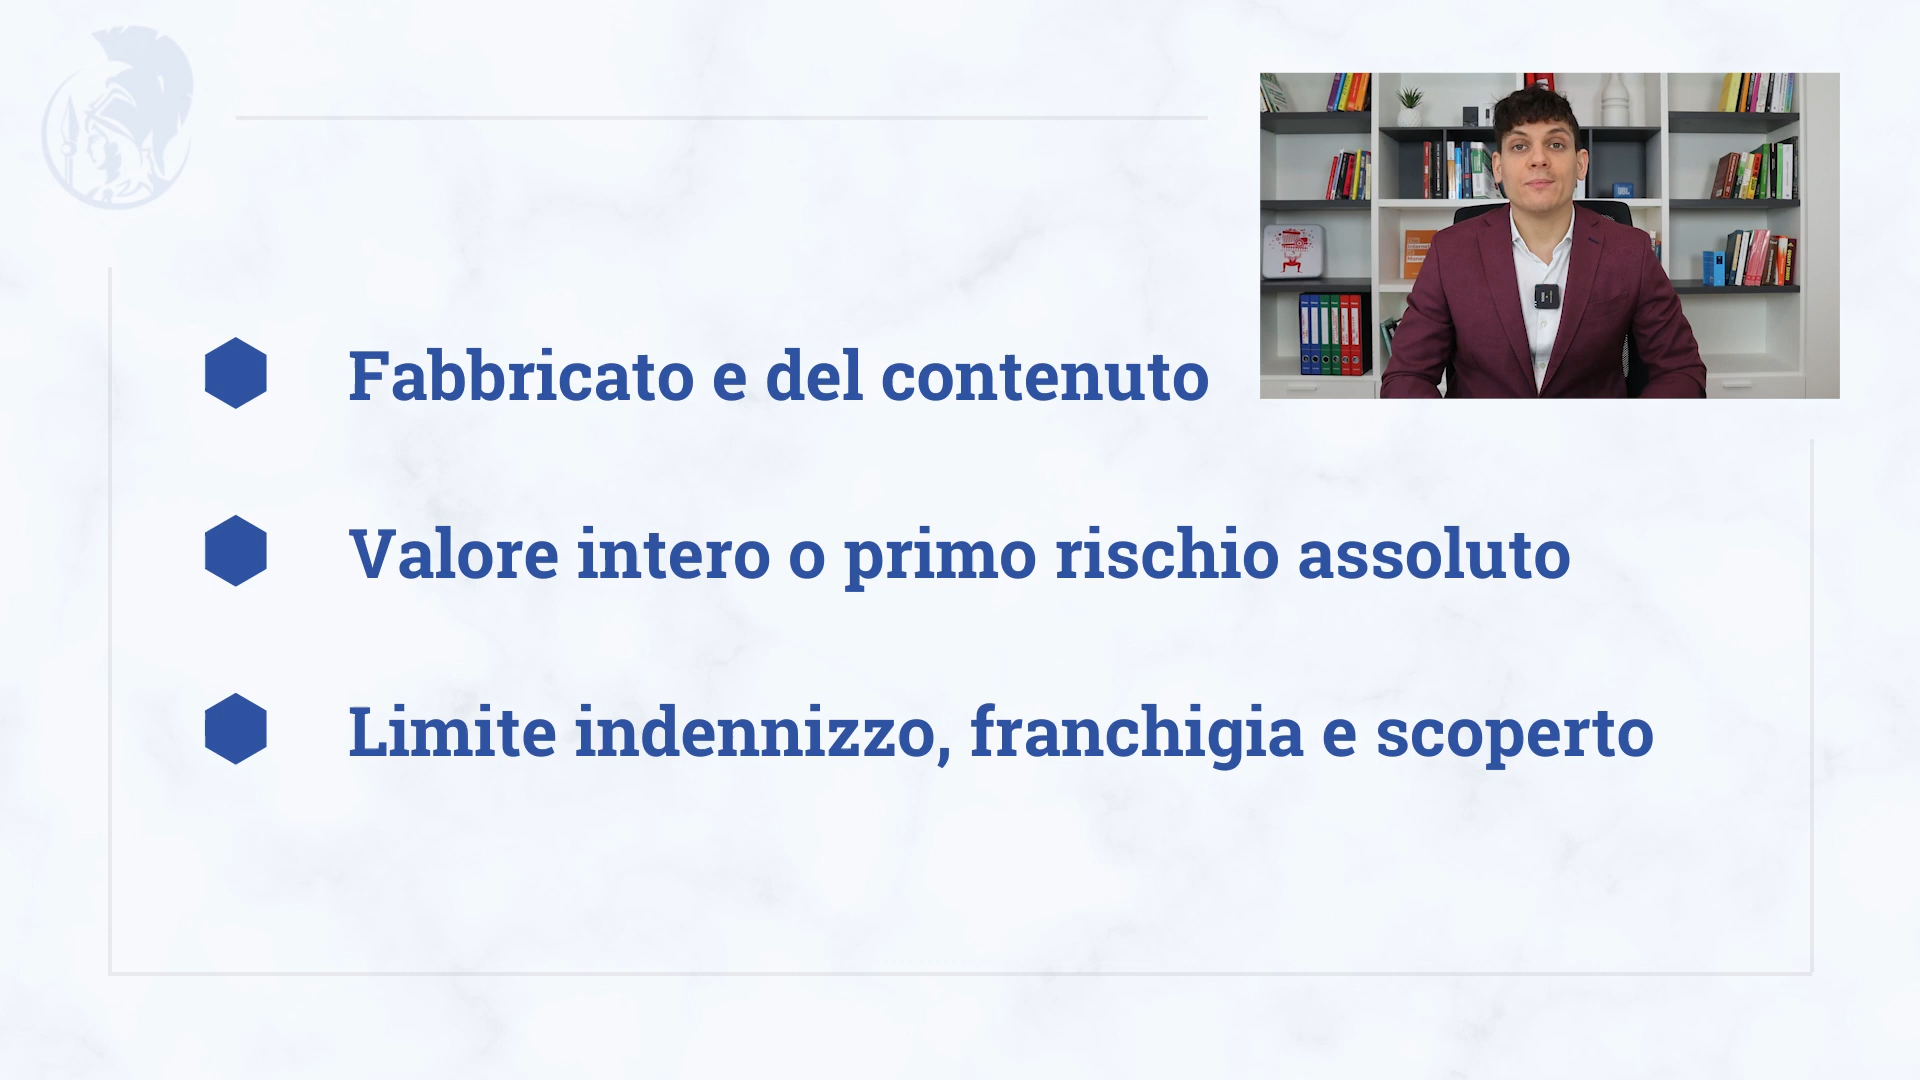 Fabbricato e del contenuto
Valore intero o primo rischio assoluto
Limite indennizzo, franchigia e scoperto